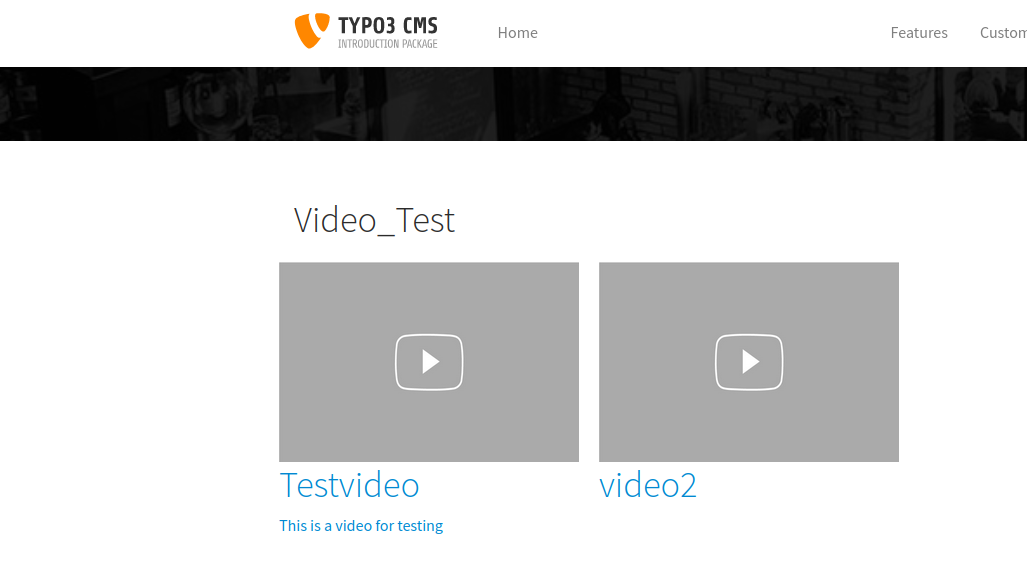 TYPO3 CMS
INTRODUCTION PACKAGE
Home
Features
Custom
Video_Test
Testvideo
video2
This is a video for testing